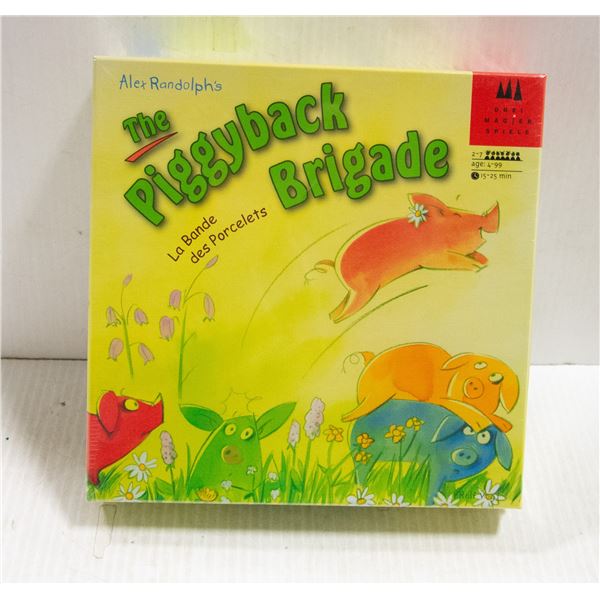 Alex Randolph's
The
Piggyback
Brigade
La Bande
des Porcelets
DREI
MAGIER
SPIELE
2-7
age: 4-99
15-25 min